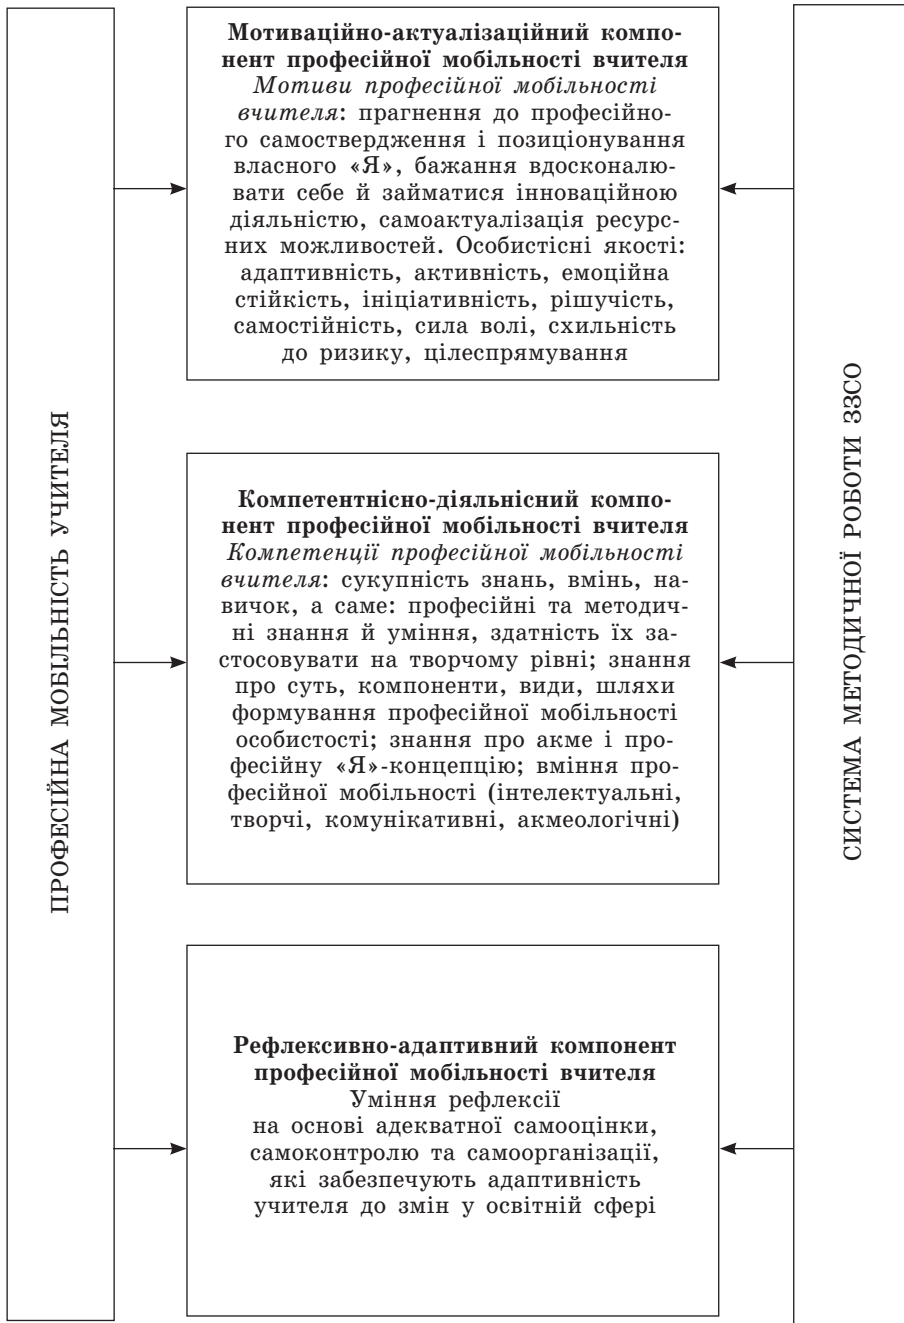 ПРОФЕСІЙНА МОБІЛЬНІСТЬ УЧИТЕЛЯ
Мотиваційно-актуалізаційний компо-
нент професійної мобільності вчителя
Мотиви професійної мобільності
вчителя: прагнення до професійно-
го самоствердження і позиціонування
власного «Я», бажання вдосконалю-
вати себе й займатися інноваційною
діяльністю, самоактуалізація ресурс-
них можливостей. Особистісні якості:
адаптивність, активність, емоційна
стійкість, ініціативність, рішучість,
самостійність, сила волі, схильність
до ризику, цілеспрямування
Компетентнісно-діяльнісний компо-
нент професійної мобільності вчителя
Компетенції професійної мобільності
вчителя: сукупність знань, вмінь, на-
вичок, а саме: професійні та методич-
ні знання й уміння, здатність їх за-
стосовувати на творчому рівні; знання
про суть, компоненти, види, шляхи
формування професійної мобільності
особистості; знання про акме і про-
фесійну «Я»-концепцію; вміння про-
фесійної мобільності (інтелектуальні,
творчі, комунікативні, акмеологічні)
Рефлексивно-адаптивний компонент
професійної мобільності вчителя
Уміння рефлексії
на основі адекватної самооцінки,
самоконтролю та самоорганізації,
які забезпечують адаптивність
учителя до змін у освітній сфері
СИСТЕМА МЕТОДИЧНОЇ РОБОТИ ЗЗСО